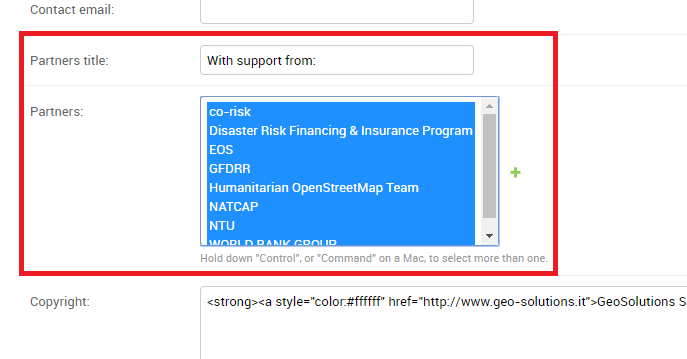 Contact email:
Partners title:
With support from:
Partners:
co-risk
Disaster Risk Financing & Insurance Program
EOS
GFDRR
Humanitarian OpenStreetMap Team
NATCAP
NTU
WORLD BANK GROUP
Hold down "Control", or "Command" on a Mac, to select more than one.
Copyright:
<strong><a style="color:#ffffff" href="http://www.geo-solutions.it">GeoSolutions S